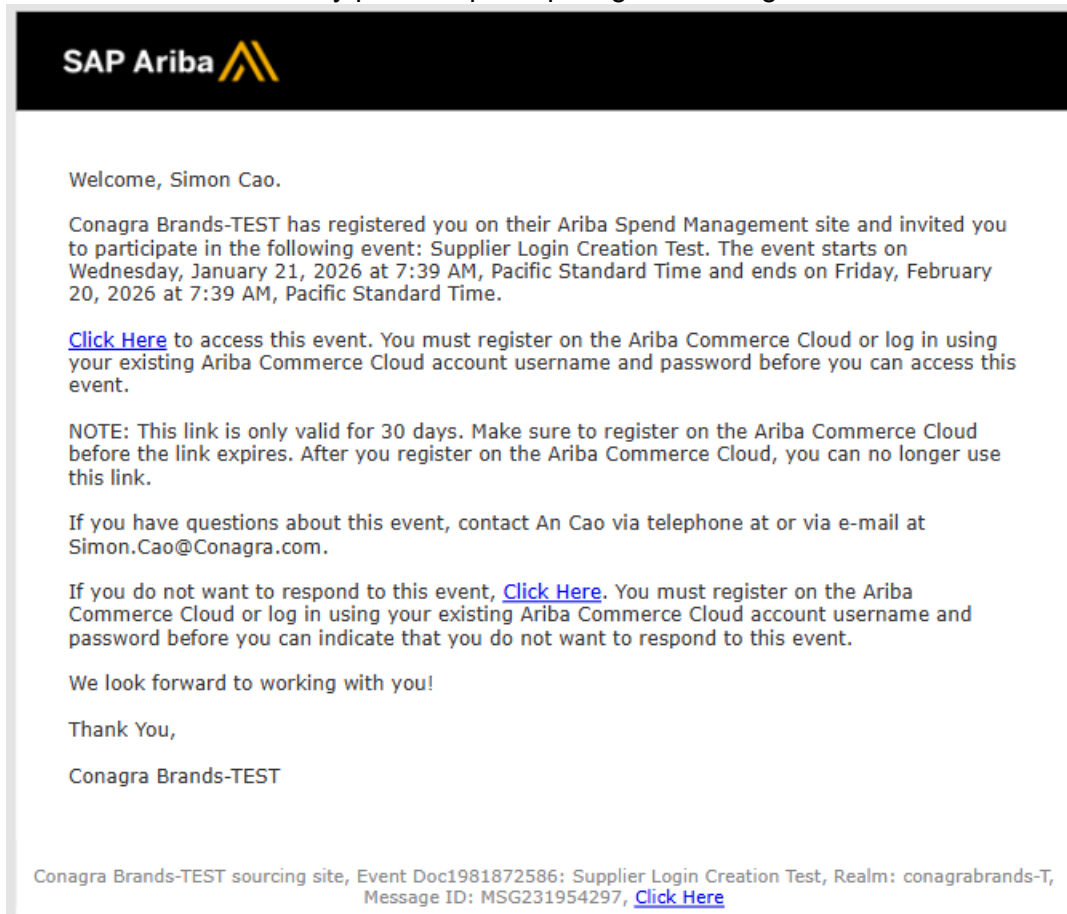 SAP Ariba
Welcome, Simon Cao.
Conagra Brands-TEST has registered you on their Ariba Spend Management site and invited you
to participate in the following event: Supplier Login Creation Test. The event starts on
Wednesday, January 21, 2026 at 7:39 AM, Pacific Standard Time and ends on Friday, February
20, 2026 at 7:39 AM, Pacific Standard Time.
Click Here to access this event. You must register on the Ariba Commerce Cloud or log in using
your existing Ariba Commerce Cloud account username and password before you can access this
event.
NOTE: This link is only valid for 30 days. Make sure to register on the Ariba Commerce Cloud
before the link expires. After you register on the Ariba Commerce Cloud, you can no longer use
this link.
If you have questions about this event, contact An Cao via telephone at or via e-mail at
Simon.Cao@Conagra.com.
If you do not want to respond to this event, Click Here. You must register on the Ariba
Commerce Cloud or log in using your existing Ariba Commerce Cloud account username and
password before you can indicate that you do not want to respond to this event.
We look forward to working with you!
Thank You,
Conagra Brands-TEST
Conagra Brands-TEST sourcing site, Event Doc1981872586: Supplier Login Creation Test, Realm: conagrabrands-T,
Message ID: MSG231954297, Click Here